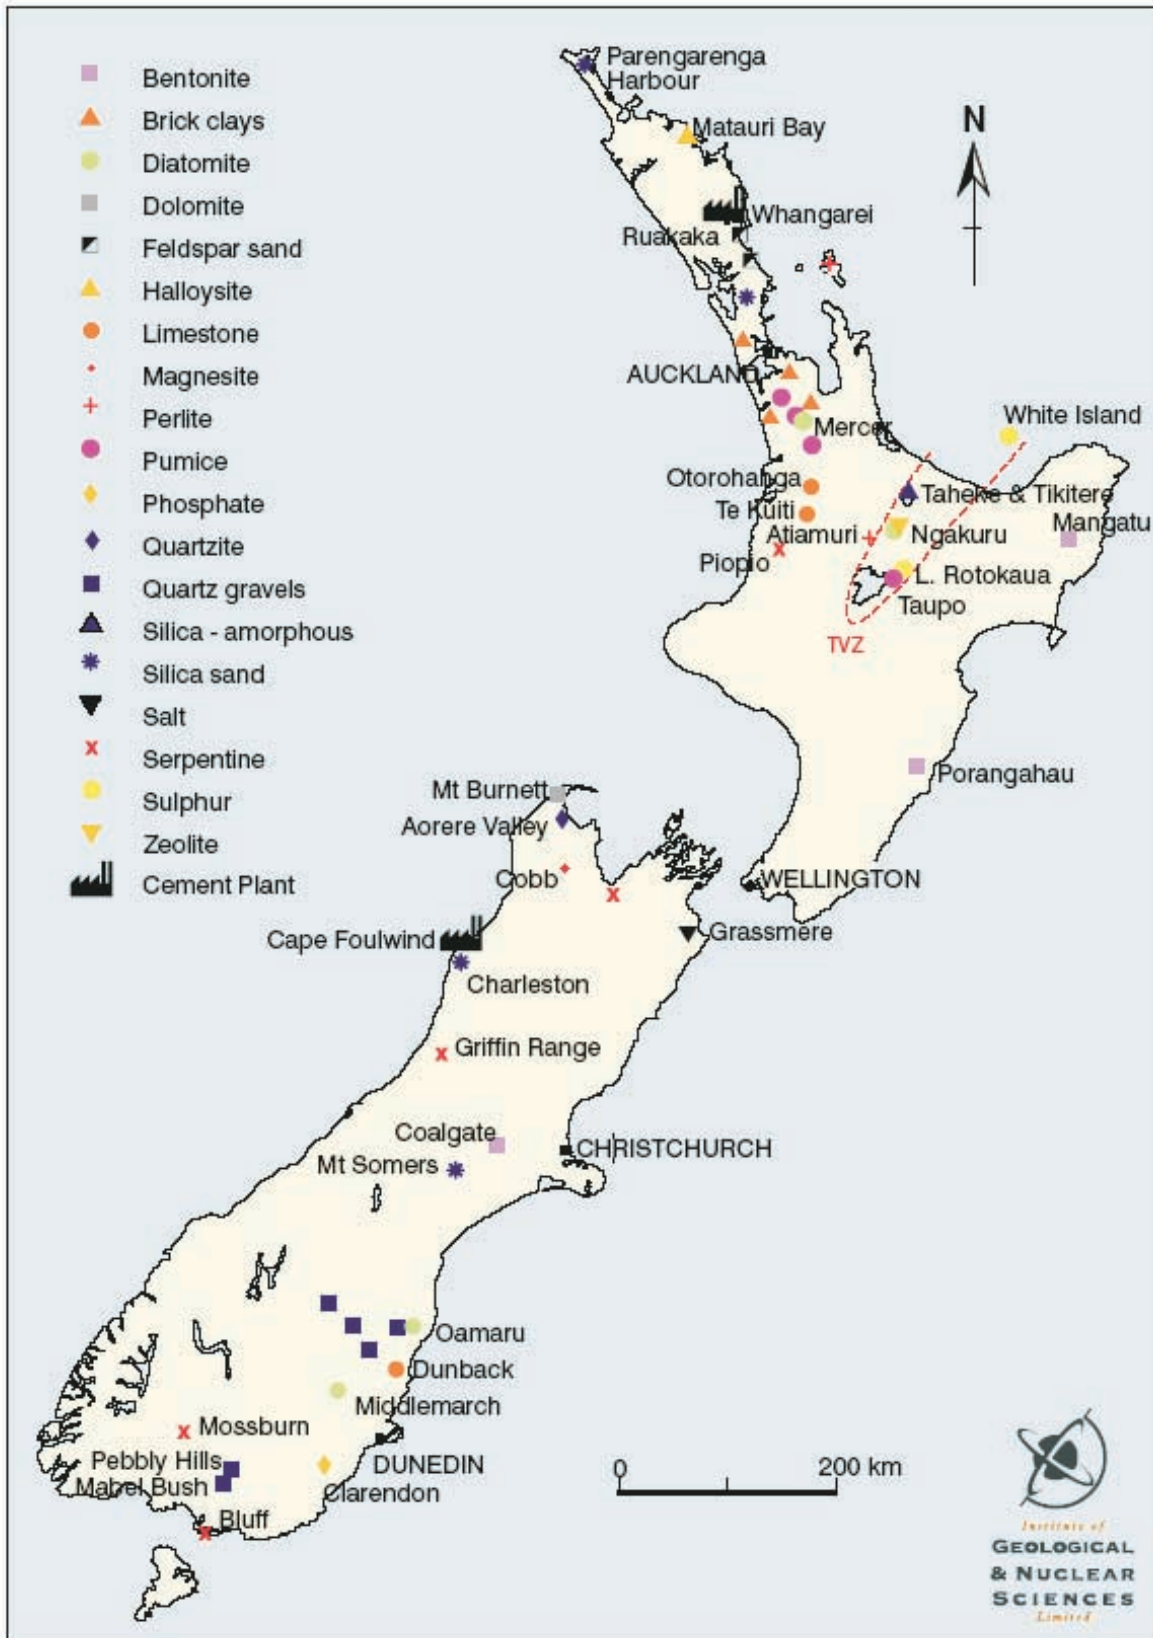 Bentonite
Brick clays
Diatomite
Dolomite
Feldspar sand
Halloysite
Limestone
Magnesite
Perlite
Pumice
Phosphate
Quartzite
Quartz gravels
Silica - amorphous
Silica sand
Salt
Serpentine
Sulphur
Zeolite
Cement Plant
Parengarenga
Harbour
Matauri Bay
N
Whangarei
Ruakaka
AUCKLAND
Mercer
White Island
Otorohanga
Taheke & Tikitere
Te Kuiti
Mangatu
Atiamuri
Ngakuru
Piopio
L. Rotokaua
Taupo
TVZ
Porangahau
Mt Burnett
Aorere Valley
Cobb
WELLINGTON
Grassmere
Cape Foulwind
Charleston
Griffin Range
Coalgate
CHRISTCHURCH
Mt Somers
Oamaru
Dunback
Middlemarch
Mossburn
Pebbly Hills
DUNEDIN
Mabel Bush
Clarendon
Bluff
0 200 km
Institute of
GEOLOGICAL
& NUCLEAR
SCIENCES
Limited